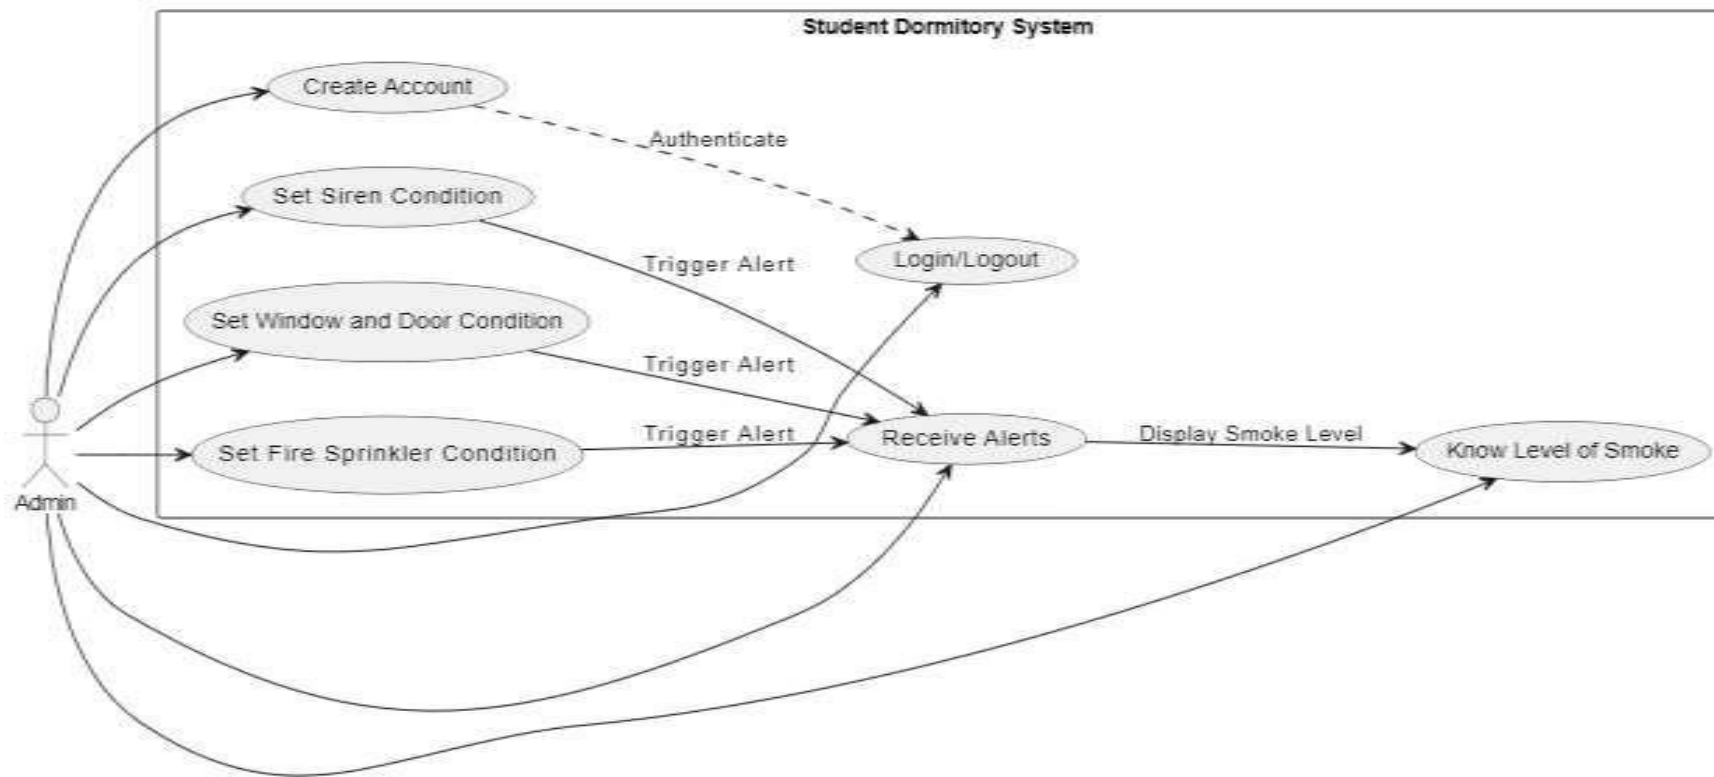 Student Dormitory System
Create Account
Authenticate
Set Siren Condition
Login/Logout
Trigger Alert
Set Window and Door Condition
Trigger Alert
Set Fire Sprinkler Condition
Trigger Alert
Receive Alerts
Display Smoke Level
Know Level of Smoke
Admin